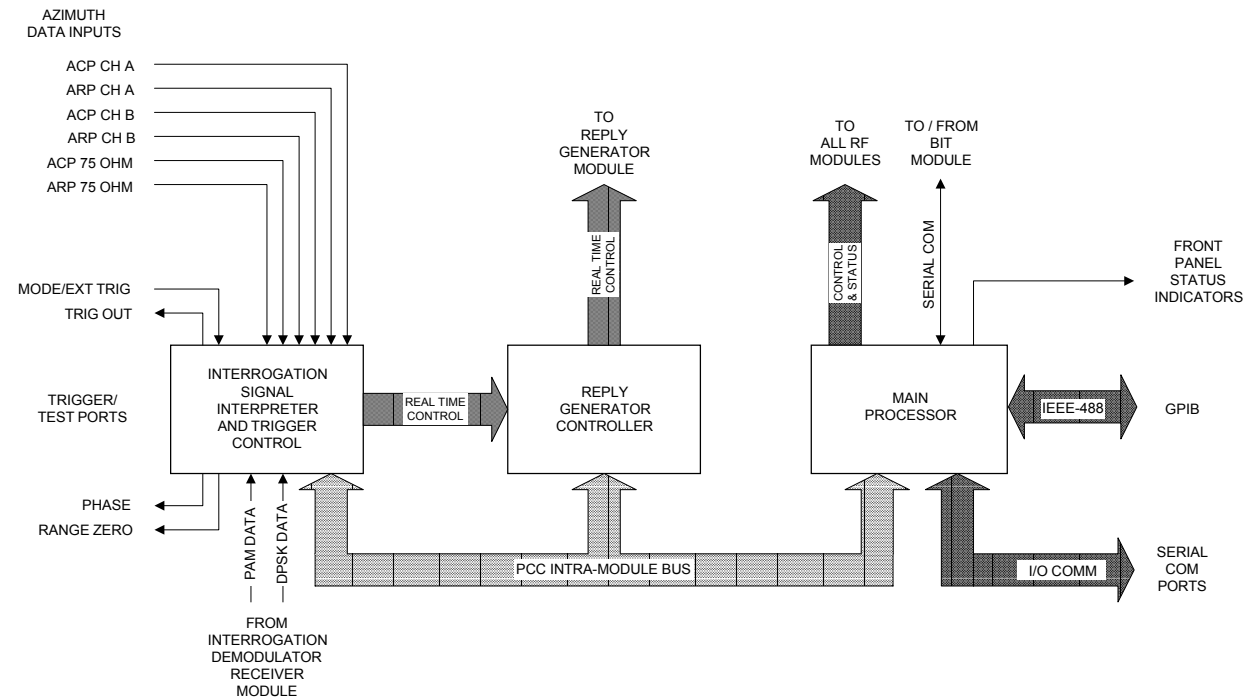 AZIMUTH
DATA INPUTS
ACP CH A
ARP CH A
ACP CH B
ARP CH B
ACP 75 OHM
ARP 75 OHM
TO
REPLY
GENERATOR
MODULE
TO
ALL RF
MODULES
TO / FROM
BIT
MODULE
REAL TIME
CONTROL
CONTROL
& STATUS
SERIAL COM
FRONT
PANEL
STATUS
INDICATORS
MODE/EXT TRIG
TRIG OUT
TRIGGER/
TEST PORTS
INTERROGATION
SIGNAL
INTERPRETER
AND TRIGGER
CONTROL
REAL TIME
CONTROL
REPLY
GENERATOR
CONTROLLER
MAIN
PROCESSOR
IEEE-488
GPIB
PHASE
RANGE ZERO
PAM DATA
DPSK DATA
PCC INTRA-MODULE BUS
I/O COMM
SERIAL
COM
PORTS
FROM
INTERROGATION
DEMODULATOR
RECEIVER
MODULE